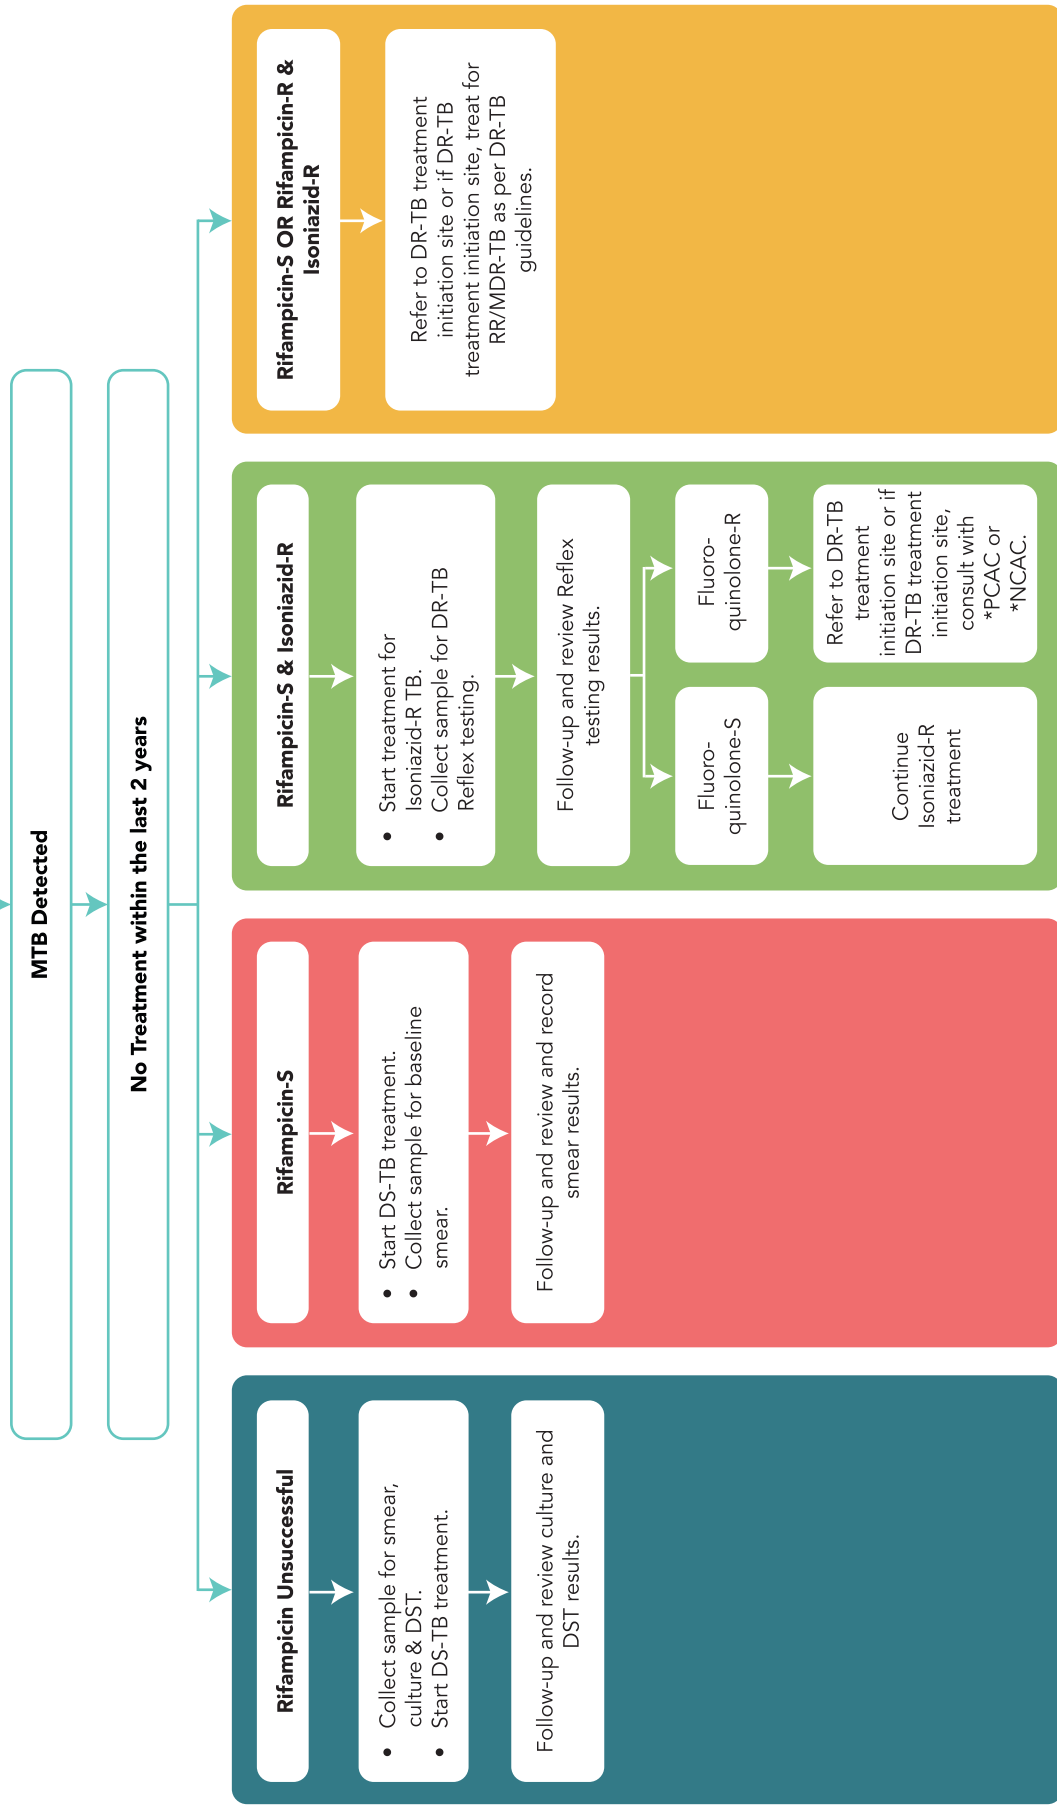 MTB Detected
No Treatment within the last 2 years
Rifampicin Unsuccessful
• Collect sample for smear,
culture & DST.
• Start DS-TB treatment.
Follow-up and review culture and
DST results.
Rifampicin-S
• Start DS-TB treatment.
• Collect sample for baseline
smear.
Follow-up and review and record
smear results.
Rifampicin-S & Isoniazid-R
• Start treatment for
Isoniazid-R TB.
• Collect sample for DR-TB
Reflex testing.
Follow-up and review Reflex
testing results.
Fluoro-
quinolone-S
Continue
Isoniazid-R
treatment
Fluoro-
quinolone-R
Refer to DR-TB
treatment
initiation site or if
DR-TB treatment
initiation site,
consult with
*PCAC or
*NCAC.
Rifampicin-S OR Rifampicin-R &
Isoniazid-R
Refer to DR-TB treatment
initiation site or if DR-TB
treatment initiation site, treat for
RR/MDR-TB as per DR-TB
guidelines.